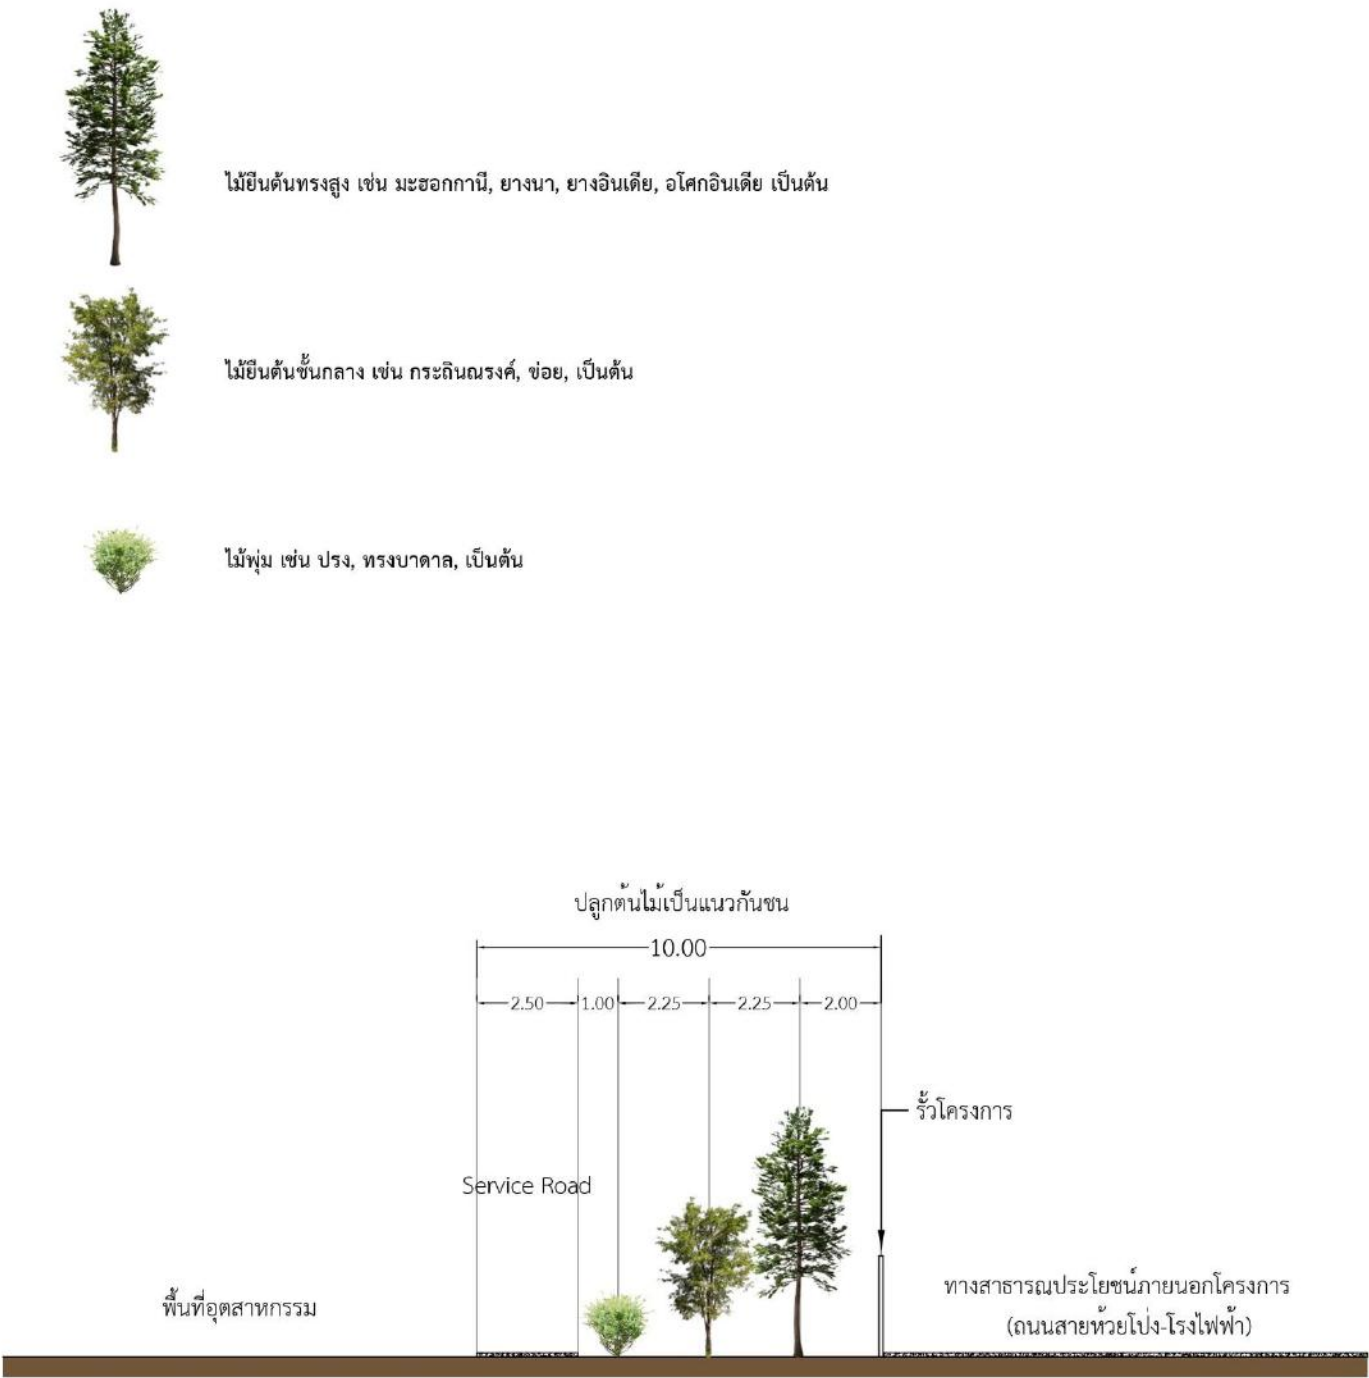 ไม้ยืนต้นทรงสูง เช่น มะฮอกกานี, ยางนา, ยางอินเดีย, อโศกอินเดีย เป็นต้น
ไม้ยืนต้นชั้นกลาง เช่น กระถินณรงค์, ข่อย, เป็นต้น
ไม้พุ่ม เช่น ปรง, ทรงบาดาล, เป็นต้น
ปลูกต้นไม้เป็นแนวกันชน
10.00
2.50 1.00 2.25 2.25 2.00
รั้วโครงการ
Service Road
พื้นที่อุตสาหกรรม
ทางสาธารณประโยชน์ภายนอกโครงการ
(ถนนสายห้วยโป่ง-โรงไฟฟ้า)